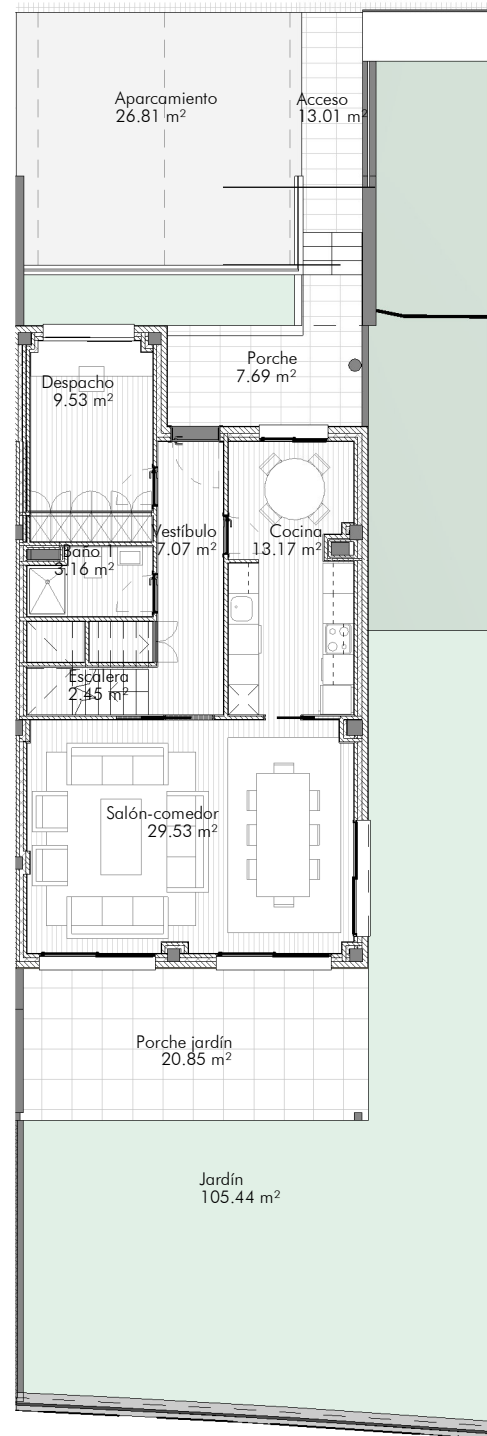 Aparcamiento
26.81 m²
Acceso
13.01 m²
Porche
7.69 m²
Despacho
9.53 m²
Vestíbulo
7.07 m²
Cocina
13.17 m²
Baño 1
3.16 m²
Escalera
2.45 m²
Salón-comedor
29.53 m²
Porche jardín
20.85 m²
Jardín
105.44 m²